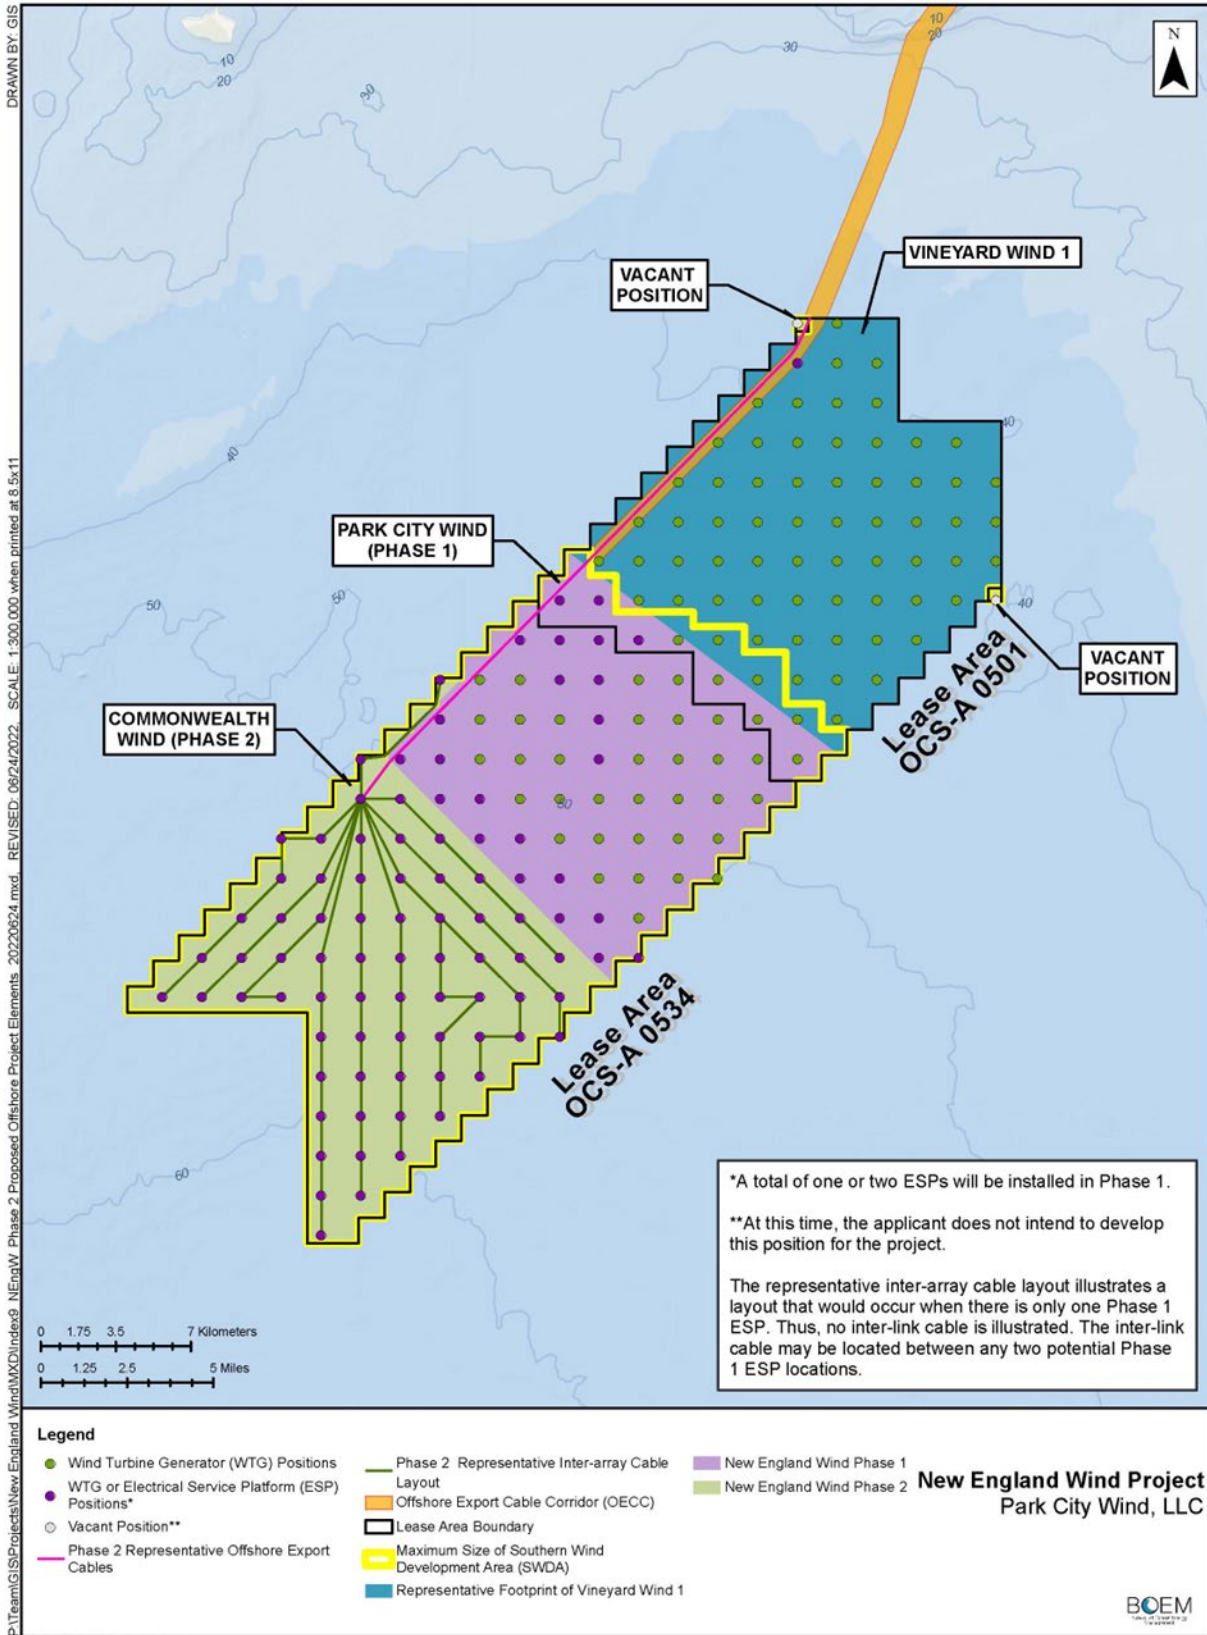 DRAWN BY: GIS
P:\Team\GIS\Projects\New England Wind\MXD\Index9 NEngW Phase 2 Proposed Offshore Project Elements 20220624.mxd, REVISED: 06/24/2022, SCALE: 1:300,000 when printed at 8.5x11
N
10
20
30
10
20
30
VINEYARD WIND 1
VACANT
POSITION
40
40
PARK CITY WIND
(PHASE 1)
50
50
40
VACANT
POSITION
Lease Area
OCS-A 0501
COMMONWEALTH
WIND (PHASE 2)
Lease Area
OCS-A 0534
60
*A total of one or two ESPs will be installed in Phase 1.
**At this time, the applicant does not intend to develop
this position for the project.
The representative inter-array cable layout illustrates a
layout that would occur when there is only one Phase 1
ESP. Thus, no inter-link cable is illustrated. The inter-link
cable may be located between any two potential Phase
1 ESP locations.
0 1.75 3.5 7 Kilometers
0 1.25 2.5 5 Miles
Legend
Wind Turbine Generator (WTG) Positions
WTG or Electrical Service Platform (ESP)
Positions*
Vacant Position**
Phase 2 Representative Offshore Export
Cables
Phase 2 Representative Inter-array Cable
Layout
Offshore Export Cable Corridor (OECC)
Lease Area Boundary
Maximum Size of Southern Wind
Development Area (SWDA)
Representative Footprint of Vineyard Wind 1
New England Wind Phase 1
New England Wind Phase 2
New England Wind Project
Park City Wind, LLC
BOEM